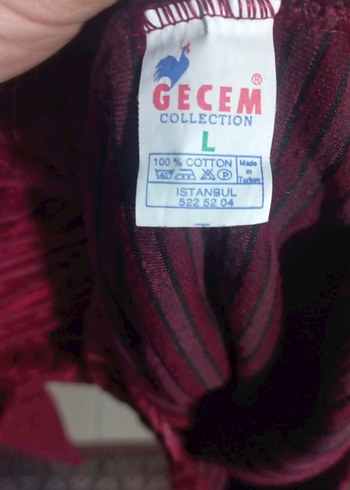 GECEM®
COLLECTION
L
100 % COTTON
Made in Turkey
ISTANBUL
522 52 04